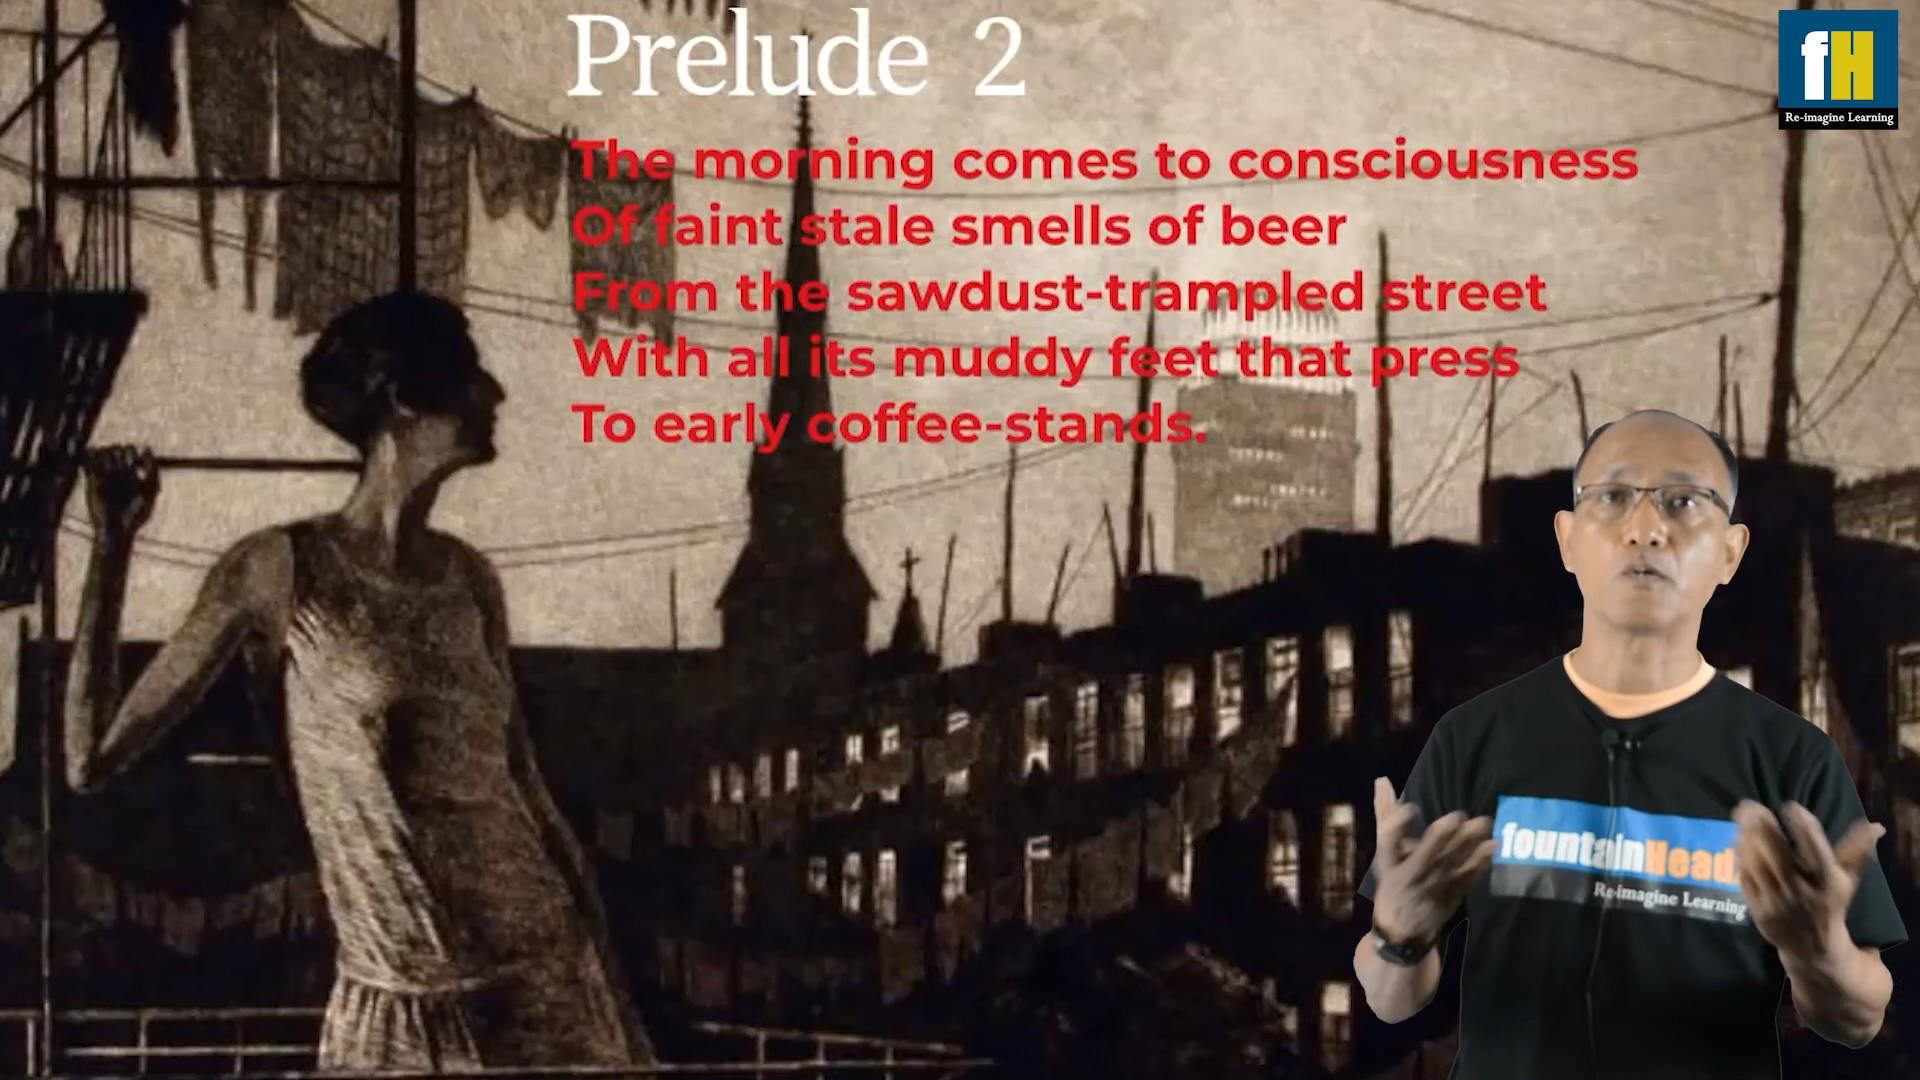 Prelude 2
fH
Re-imagine Learning
The morning comes to consciousness
Of faint stale smells of beer
From the sawdust-trampled street
With all its muddy feet that press
To early coffee-stands.
fountainHead
Re-imagine Learning